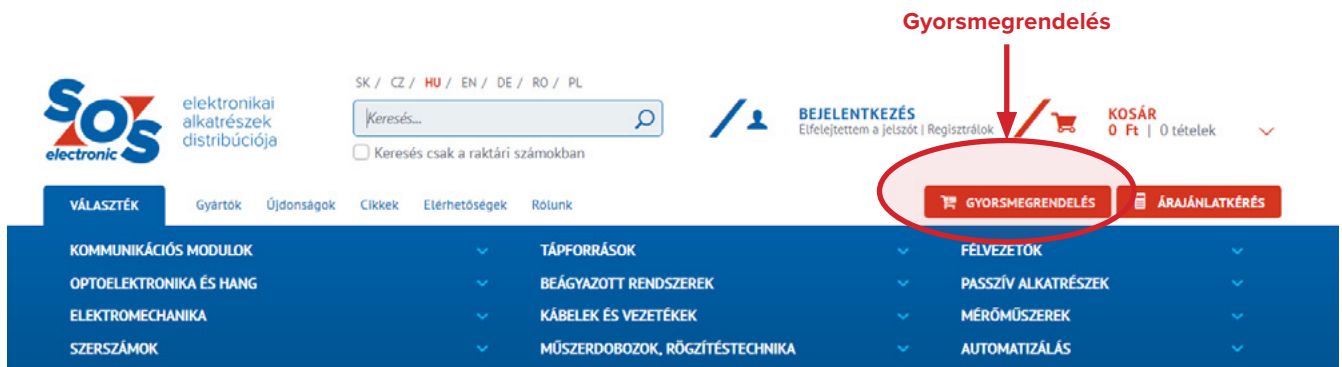 Gyorsmegrendelés
SOS
electronic
elektronikai
alkatrészek
distribúciója
SK / CZ / HU / EN / DE / RO / PL
Keresés...
Keresés csak a raktári számokban
BEJELENTKEZÉS
Elfelejtettem a jelszót | Regisztrálok
KOSÁR
0 Ft | 0 tételek
VÁLASZTÉK Gyártók Újdonságok Cikkek Elérhetőségek Rólunk
GYORSMEGRENDELÉS ÁRAJÁNLATKÉRÉS
KOMMUNIKÁCIÓS MODULOK TÁPFORRÁSOK FÉLVEZETŐK
OPTOELEKTRONIKA ÉS HANG BEÁGYAZOTT RENDSZEREK PASSZÍV ALKATRÉSZEK
ELEKTROMECHANIKA KÁBELEK ÉS VEZETÉKEK MÉRŐMŰSZEREK
SZERSZÁMOK MŰSZERDOBOZOK, RÖGZÍTÉSTECHNIKA AUTOMATIZÁLÁS